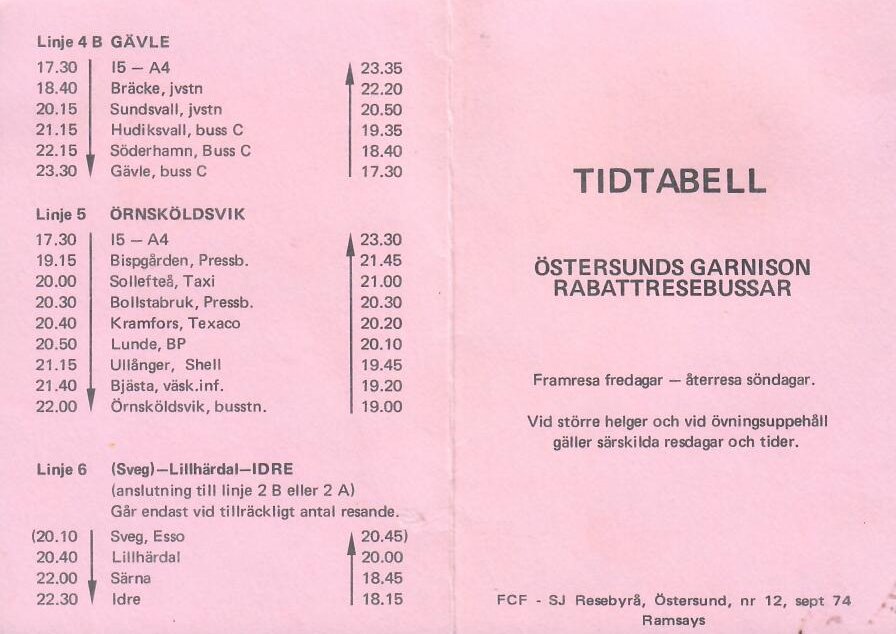 Linje 4 B GÄVLE
17.30 I5 – A4 23.35
18.40 Bräcke, jvstn 22.20
20.15 Sundsvall, jvstn 20.50
21.15 Hudiksvall, buss C 19.35
22.15 Söderhamn, Buss C 18.40
23.30 Gävle, buss C 17.30
Linje 5 ÖRNSKÖLDSVIK
17.30 I5 – A4 23.30
19.15 Bispgården, Pressb. 21.45
20.00 Sollefteå, Taxi 21.00
20.30 Bollstabruk, Pressb. 20.30
20.40 Kramfors, Texaco 20.20
20.50 Lunde, BP 20.10
21.15 Ullånger, Shell 19.45
21.40 Bjästa, väsk.inf. 19.20
22.00 Örnsköldsvik, busstn. 19.00
Linje 6 (Sveg)–Lillhärdal–IDRE
(anslutning till linje 2 B eller 2 A)
Går endast vid tillräckligt antal resande.
(20.10 Sveg, Esso 20.45)
20.40 Lillhärdal 20.00
22.00 Särna 18.45
22.30 Idre 18.15
TIDTABELL
ÖSTERSUNDS GARNISON
RABATTRESEBUSSAR
Framresa fredagar – återresa söndagar.
Vid större helger och vid övningsuppehåll
gäller särskilda resdagar och tider.
FCF - SJ Resebyrå, Östersund, nr 12, sept 74
Ramsays